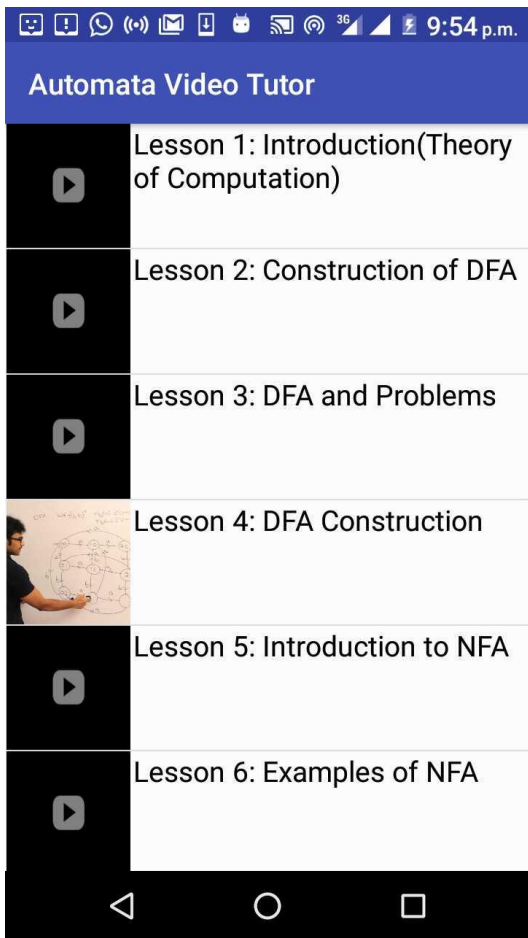 3G 9:54 p.m.
Automata Video Tutor
Lesson 1: Introduction(Theory
of Computation)
Lesson 2: Construction of DFA
Lesson 3: DFA and Problems
Lesson 4: DFA Construction
Lesson 5: Introduction to NFA
Lesson 6: Examples of NFA